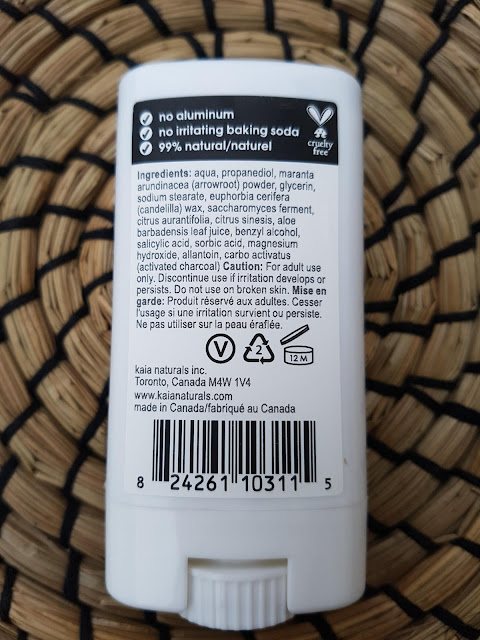 no aluminum
no irritating baking soda
99% natural/naturel
cruelty
free
Ingredients: aqua, propanediol, maranta
arundinacea (arrowroot) powder, glycerin,
sodium stearate, euphorbia cerifera
(candelilla) wax, saccharomyces ferment,
citrus aurantifolia, citrus sinesis, aloe
barbadensis leaf juice, benzyl alcohol,
salicylic acid, sorbic acid, magnesium
hydroxide, allantoin, carbo activatus
(activated charcoal) Caution: For adult use
only. Discontinue use if irritation develops or
persists. Do not use on broken skin. Mise en
garde: Produit réservé aux adultes. Cesser
l'usage si une irritation survient ou persiste.
Ne pas utiliser sur la peau éraflée.
V
2
12 M
kaia naturals inc.
Toronto, Canada M4W 1V4
www.kaianaturals.com
made in Canada/fabriqué au Canada
8 24261 10311 5